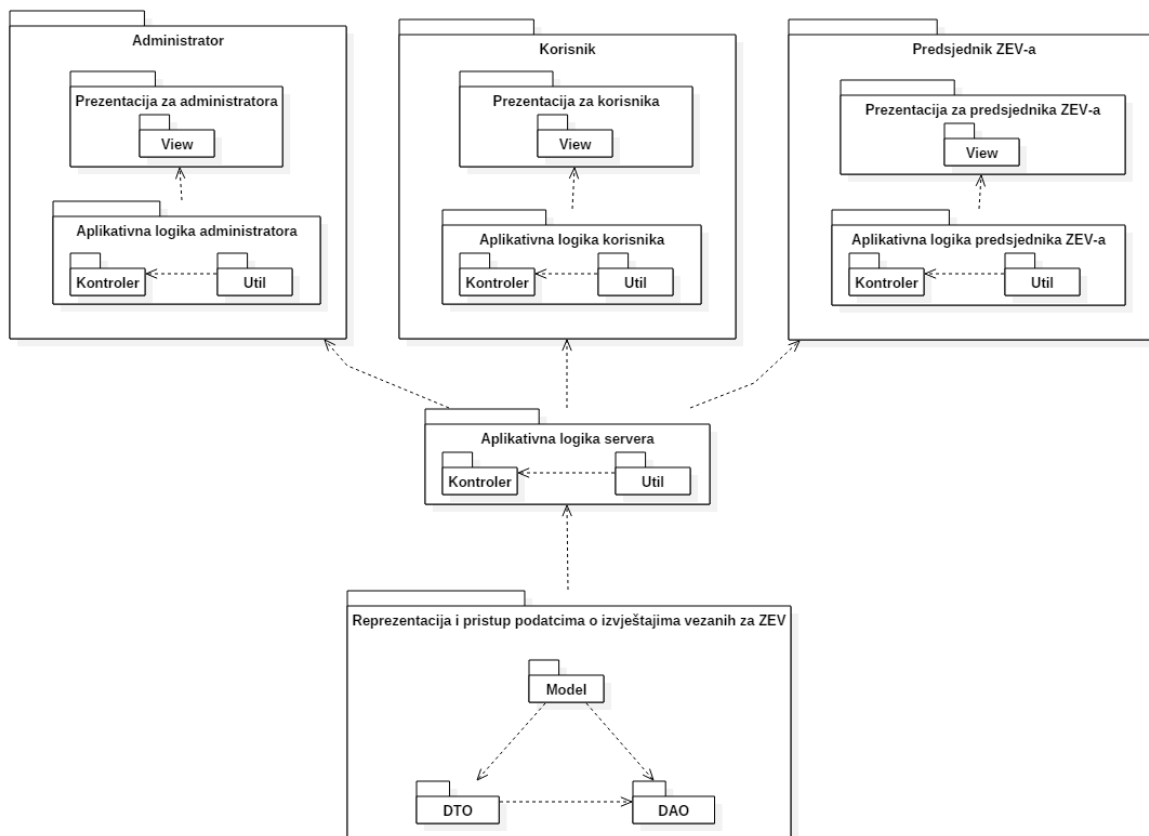 Administrator
Prezentacija za administratora
View
Aplikativna logika administratora
Kontroler
Util
Korisnik
Prezentacija za korisnika
View
Aplikativna logika korisnika
Kontroler
Util
Predsjednik ZEV-a
Prezentacija za predsjednika ZEV-a
View
Aplikativna logika predsjednika ZEV-a
Kontroler
Util
Aplikativna logika servera
Kontroler
Util
Reprezentacija i pristup podatcima o izvještajima vezanih za ZEV
Model
DTO
DAO